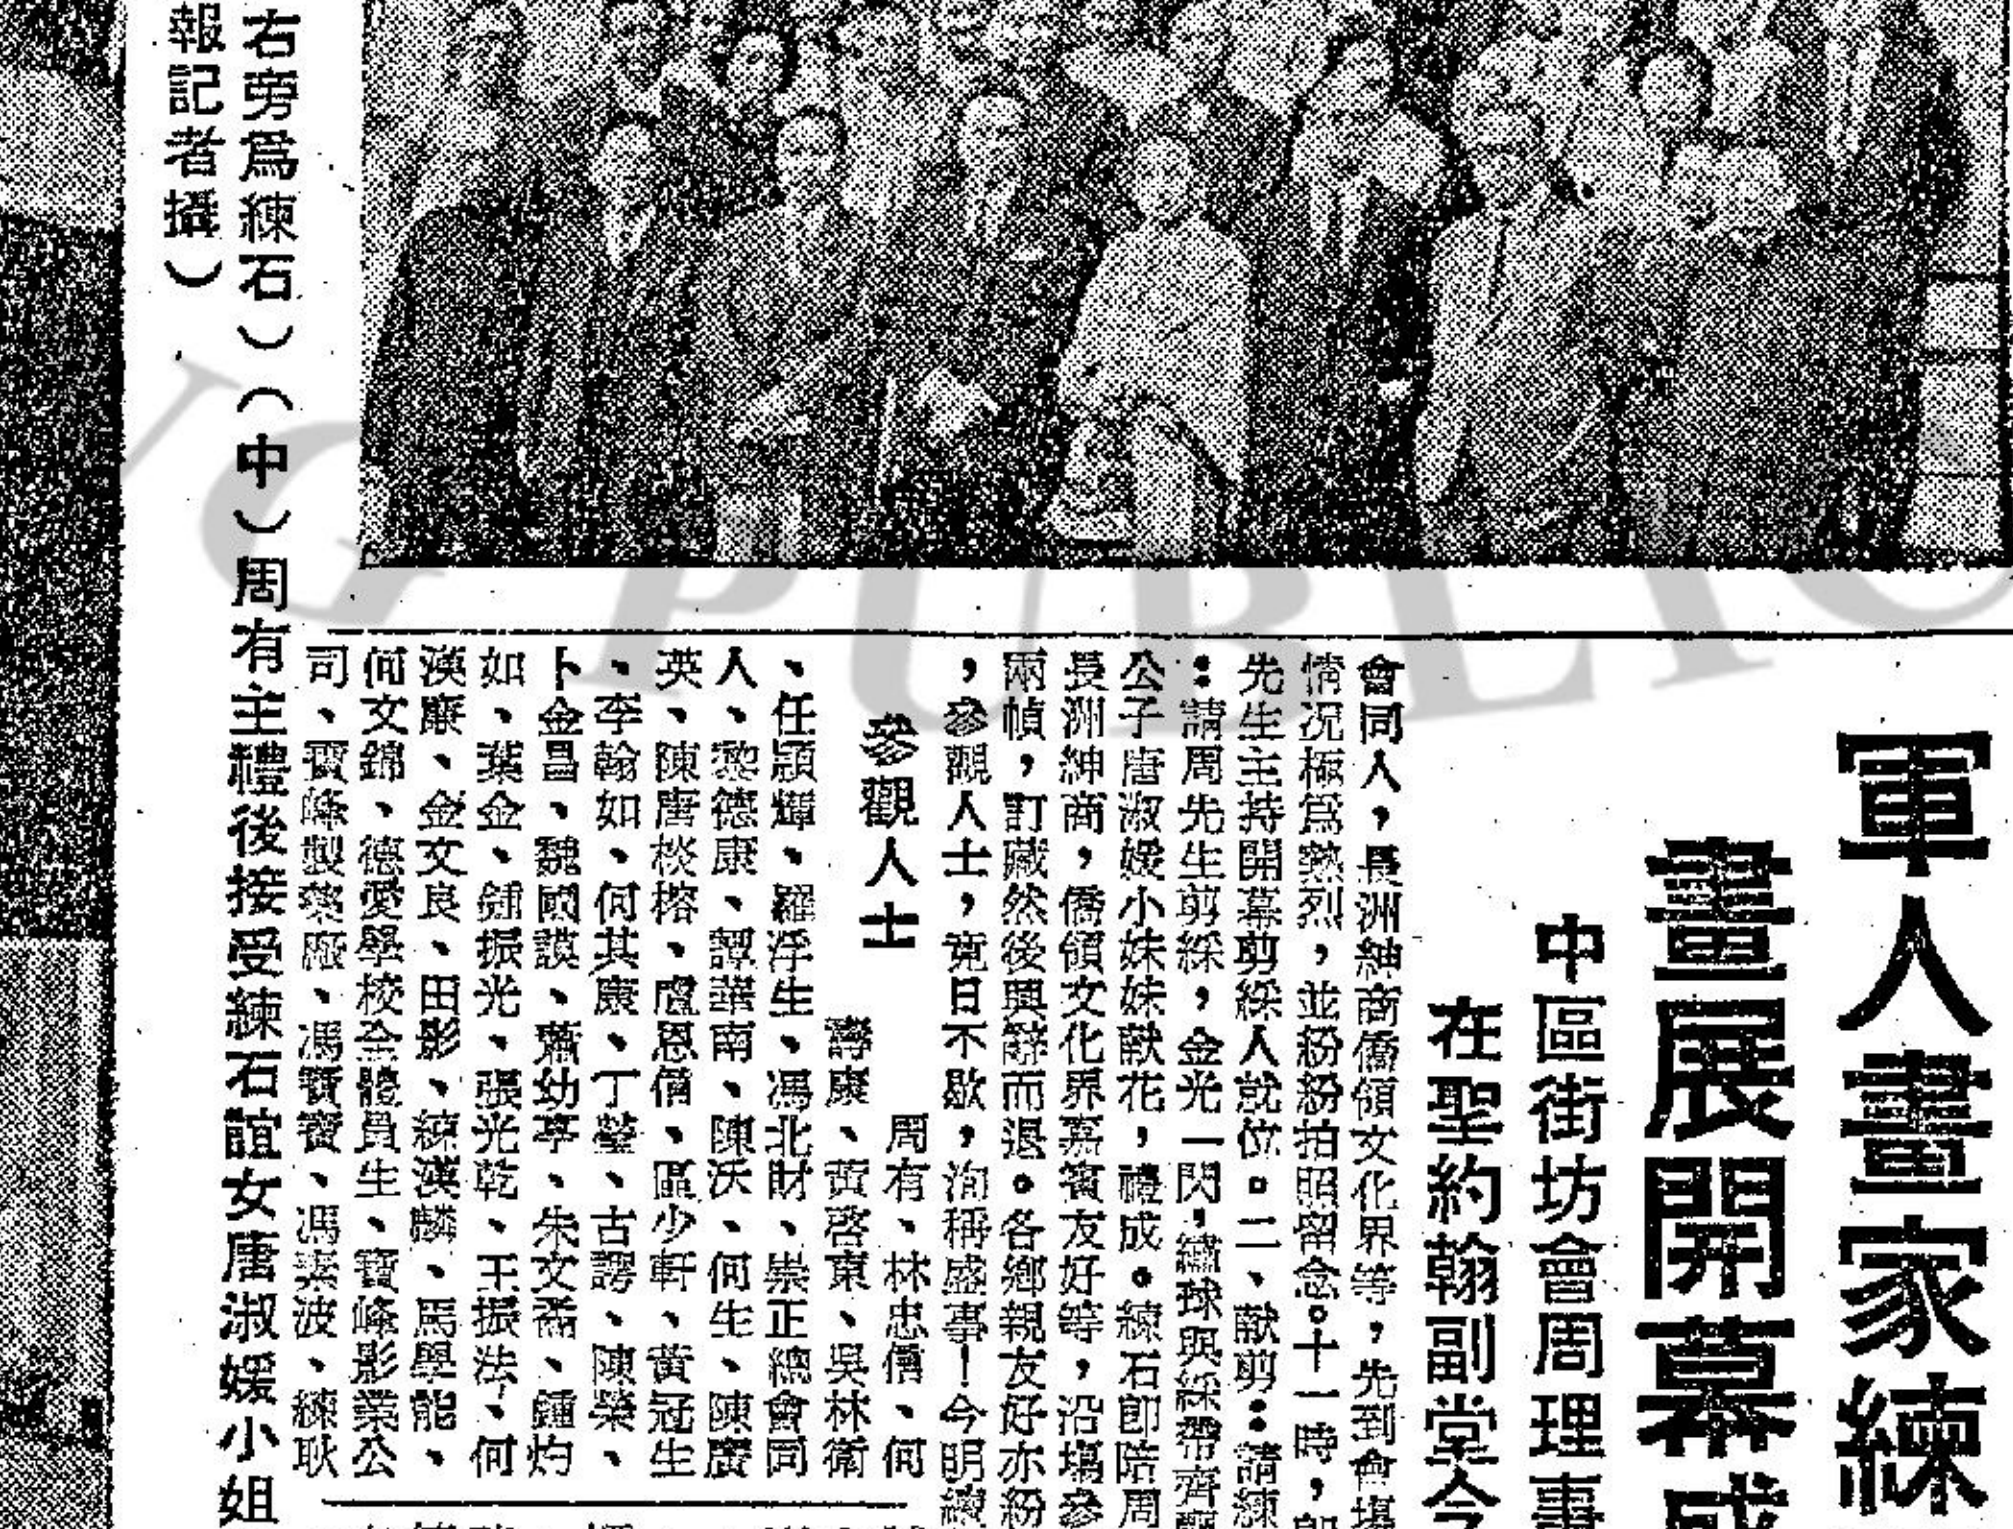 軍人畫家練
畫展開幕成
中區街坊會周理事
在聖約翰副堂今
會同人，長洲紳商僑領文化界等，先到會場
情況極爲熱烈，並紛紛拍照留念。十一時，
先生主持開幕剪綵人就位。二、献剪：請練
：請周先生剪綵，金光一閃，繡球與綵帶齊
公子唐淑媛小妹妹献花，禮成。練石即陪周
長洲紳商，僑領文化界嘉賓友好等，沿場參
兩幀，訂藏然後興辭而退。各鄉親友好亦紛
，參觀人士，竟日不歇，洵稱盛事！今明續
參觀人士
周有、林忠僧、何
壽康、黃啓東、吳林衛
、任顯輝、羅浮生、馮北財、崇正總會同
人、黎德康、譚華南、陳沃、何生、陳廣
英、陳唐棪榕、盧恩僧、區少軒、黃冠生
、李翰如、何其康、丁瑩、古諤、陳榮、
卜金昌、魏國謨、蕭幼亭、朱文齋、鍾灼
如、葉金、鍾振光、張光乾、王振法、何
漢廉、金文良、田影、練漢麟、馬學能、
何文錦、德愛學校全體員生、寶峰影業公
司、寶峰製藥廠、馮寶寶、馮素波、練耿
右旁爲練石）（中）周有主禮後接受練石誼女唐淑媛小姐
報記者攝）
PUBLIC